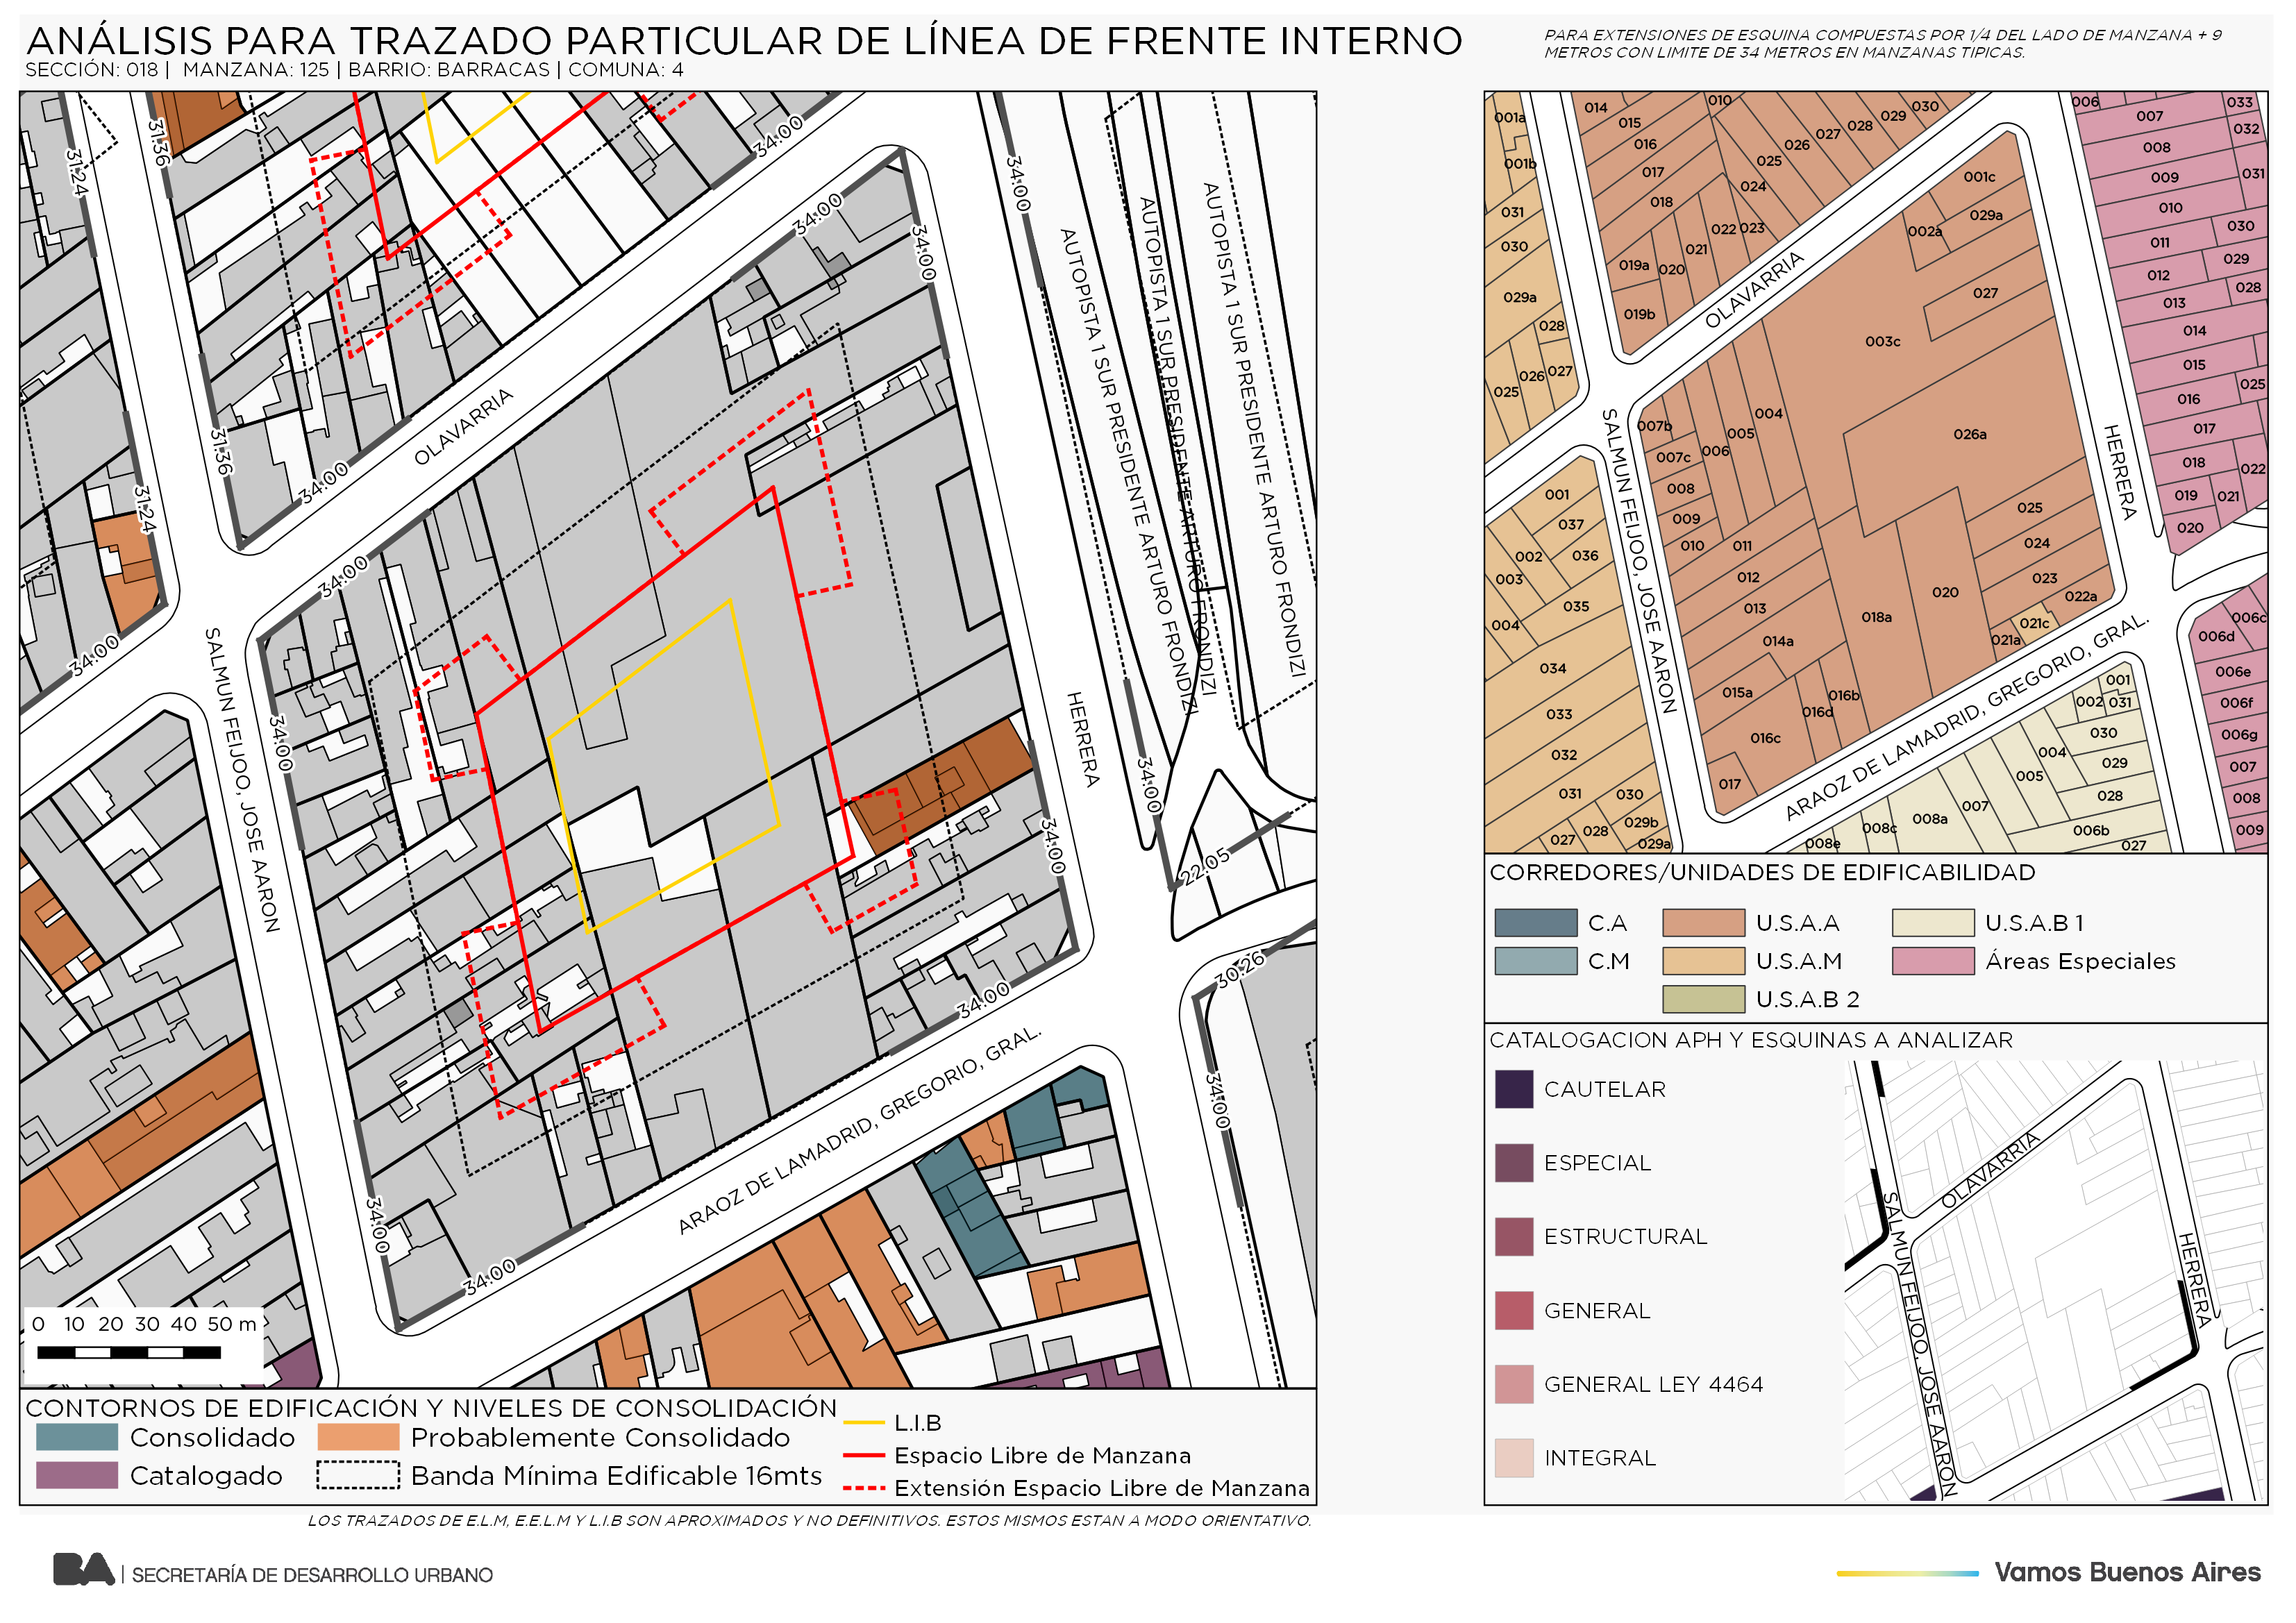 ANÁLISIS PARA TRAZADO PARTICULAR DE LÍNEA DE FRENTE INTERNO
SECCIÓN: 018 | MANZANA: 125 | BARRIO: BARRACAS | COMUNA: 4
PARA EXTENSIONES DE ESQUINA COMPUESTAS POR 1/4 DEL LADO DE MANZANA + 9
METROS CON LIMITE DE 34 METROS EN MANZANAS TIPICAS.
31.24
31.36
34.00
34.00
34.00
34.00
31.36
34.00
31.24
34.00
34.00
34.00
34.00
34.00
22.05
34.00
30.26
34.00
34.00
34.00
OLAVARRIA
SALMUN FEIJOO, JOSE AARON
HERRERA
ARAOZ DE LAMADRID, GREGORIO, GRAL.
AUTOPISTA 1 SUR PRESIDENTE ARTURO FRONDIZI
AUTOPISTA 1 SUR PRESIDENTE ARTURO FRONDIZI
AUTOPISTA 1 SUR PRESIDENTE ARTURO FRONDIZI
0 10 20 30 40 50 m
CONTORNOS DE EDIFICACIÓN Y NIVELES DE CONSOLIDACIÓN
Consolidado
Probablemente Consolidado
Catalogado
Banda Mínima Edificable 16mts
L.I.B
Espacio Libre de Manzana
Extensión Espacio Libre de Manzana
LOS TRAZADOS DE E.L.M, E.E.L.M Y L.I.B SON APROXIMADOS Y NO DEFINITIVOS. ESTOS MISMOS ESTAN A MODO ORIENTATIVO.
001a
001b
031
030
029a
028
027
026
025
014
015
016
017
018
019a
019b
020
021
022
023
024
025
026
027
028
029
030
010
006
007
008
009
010
011
012
013
014
015
016
017
018
019
020
021
022
025
028
029
030
031
032
033
OLAVARRIA
001c
029a
002a
027
003c
026a
004
005
006
007b
007c
008
009
010
011
012
013
014a
015a
016b
016d
016c
017
018a
020
025
024
023
022a
021c
021a
HERRERA
SALMUN FEIJOO, JOSE AARON
ARAOZ DE LAMADRID, GREGORIO, GRAL.
001
037
002
036
003
035
004
034
033
032
031
030
029b
029a
028
027
001
002
031
030
004
029
005
028
007
008a
006b
008c
008e
027
006c
006d
006e
006f
006g
007
008
009
CORREDORES/UNIDADES DE EDIFICABILIDAD
C.A
U.S.A.A
U.S.A.B 1
C.M
U.S.A.M
Áreas Especiales
U.S.A.B 2
CATALOGACION APH Y ESQUINAS A ANALIZAR
CAUTELAR
ESPECIAL
ESTRUCTURAL
GENERAL
GENERAL LEY 4464
INTEGRAL
OLAVARRIA
SALMUN FEIJOO, JOSE AARON
HERRERA
BA | SECRETARÍA DE DESARROLLO URBANO
Vamos Buenos Aires